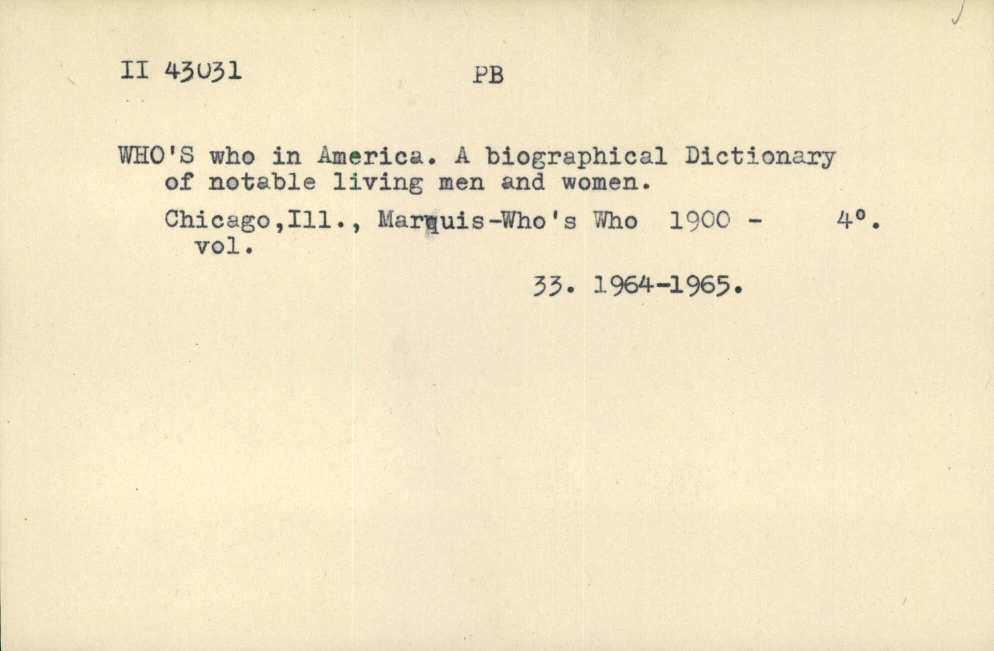 II 43031 PB
WHO'S who in America. A biographical Dictionary
of notable living men and women.
Chicago,Ill., Marquis-Who's Who 1900 - 4°.
vol.
33. 1964-1965.